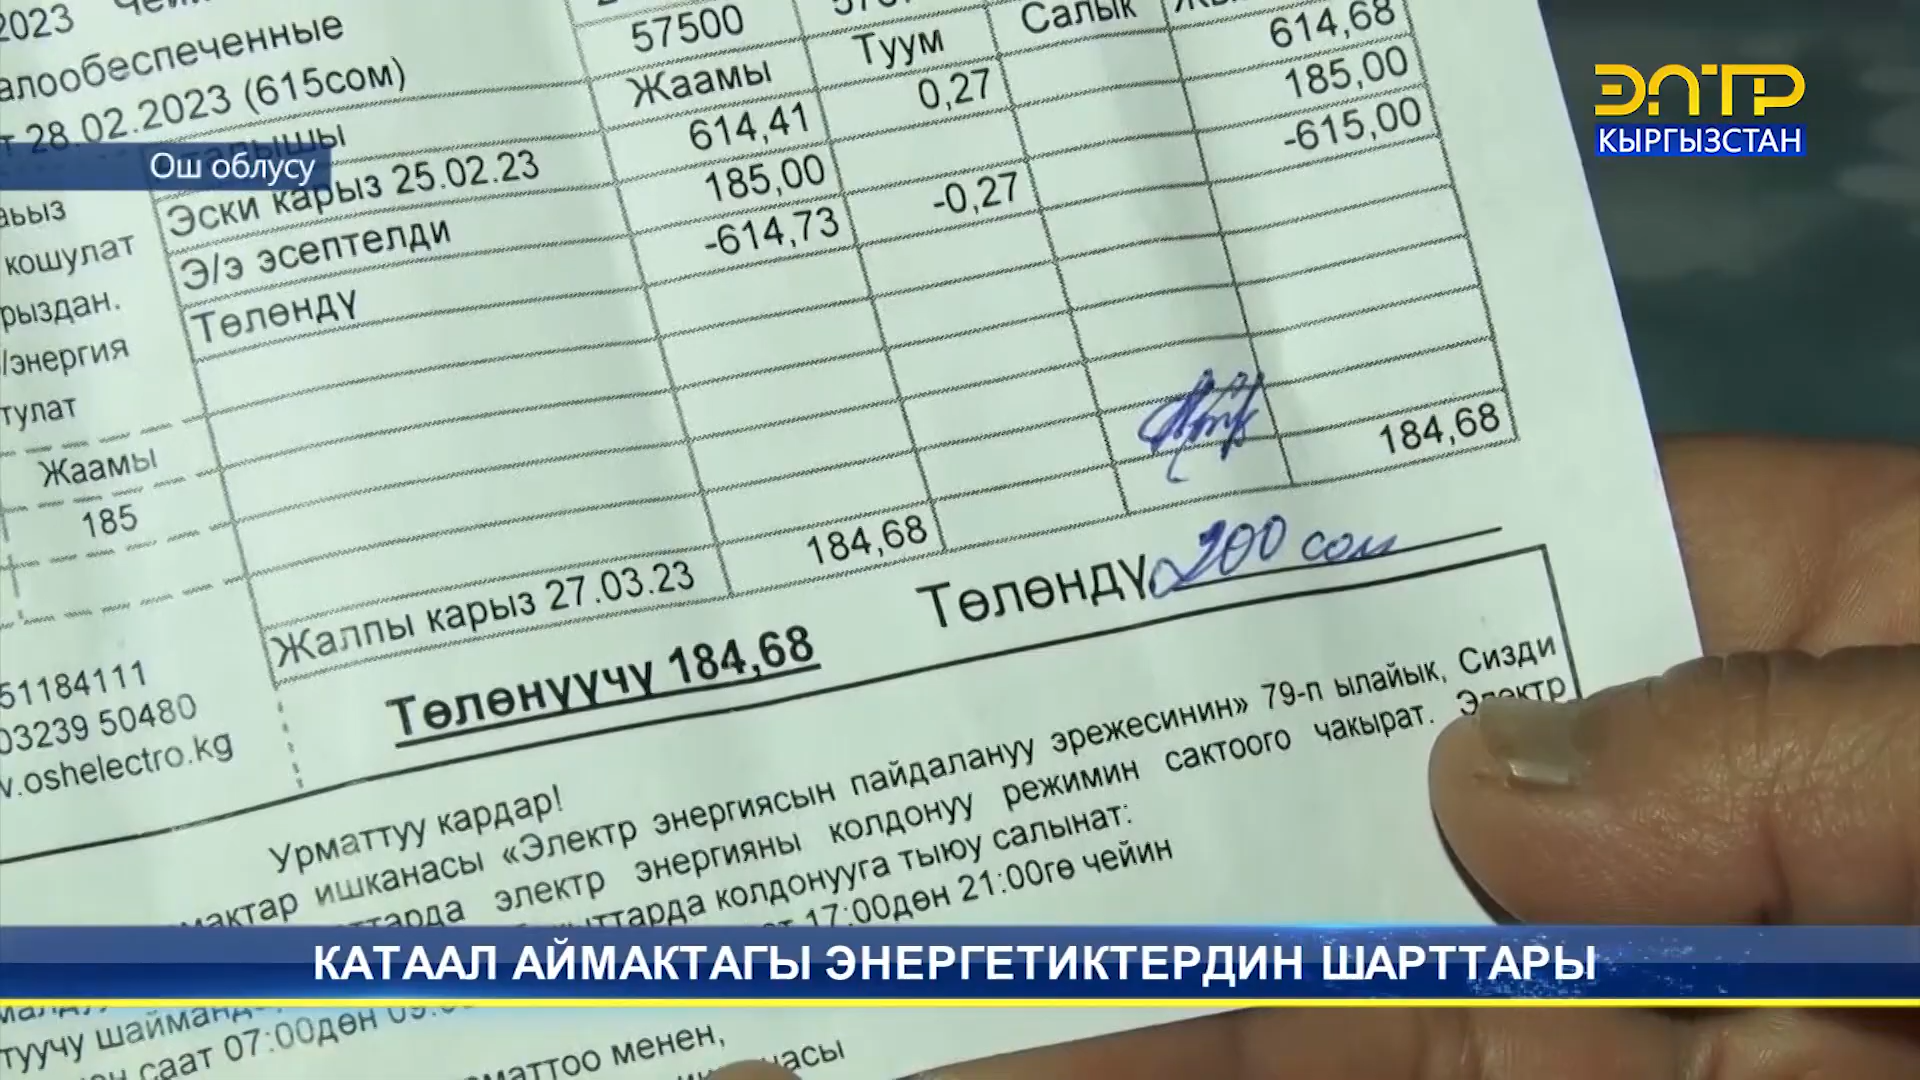 2023
алообеспеченные
т 28.02.2023 (615сом)
57500
Жаамы
Туум
Салык
614,41
0,27
614,68
Эски карыз 25.02.23
185,00
185,00
Э/э эсептелди
-614,73
-0,27
-615,00
Төлөндү
кошулат
рыздан.
/энергия
тулат
Жаамы
185
Жалпы карыз 27.03.23
184,68
184,68
Төлөнүүчү 184,68
Төлөндү 200 сом
51184111
03239 50480
v.oshelectro.kg
Урматтуу кардар!
мактар ишканасы «Электр энергиясын пайдалануу эрежесинин» 79-п ылайык, Сизди
электр энергияны колдонуу режимин сактоого чакырат. Электр
колдонууга тыюу салынат:
17:00дөн 21:00гө чейин
саат 07:00дөн
менен,
Ош облусу
ЭЛТР
КЫРГЫЗСТАН
КАТААЛ АЙМАКТАГЫ ЭНЕРГЕТИКТЕРДИН ШАРТТАРЫ